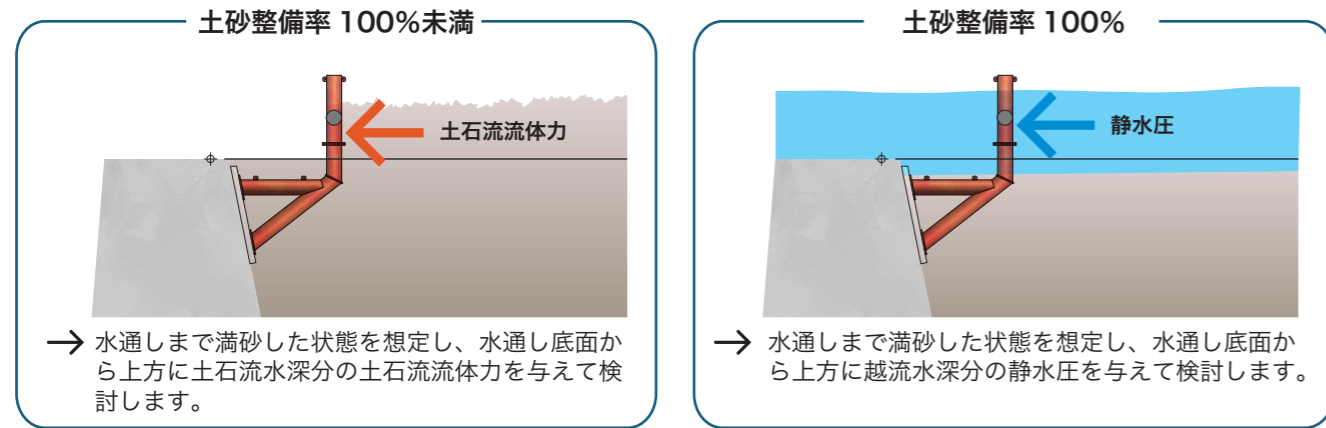 土砂整備率 100%未満
土石流流体力
→ 水通しまで満砂した状態を想定し、水通し底面か
ら上方に土石流水深分の土石流流体力を与えて検
討します。
土砂整備率 100%
静水圧
→ 水通しまで満砂した状態を想定し、水通し底面か
ら上方に越流水深分の静水圧を与えて検討します。